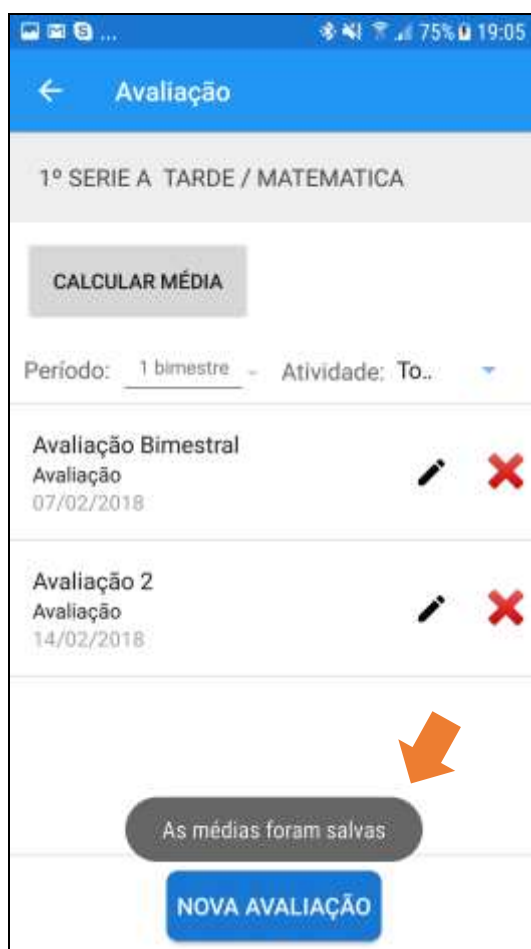 ... 75% 19:05
Avaliação
1º SERIE A TARDE / MATEMATICA
CALCULAR MÉDIA
Período: 1 bimestre Atividade: To..
Avaliação Bimestral
Avaliação
07/02/2018
Avaliação 2
Avaliação
14/02/2018
As médias foram salvas
NOVA AVALIAÇÃO